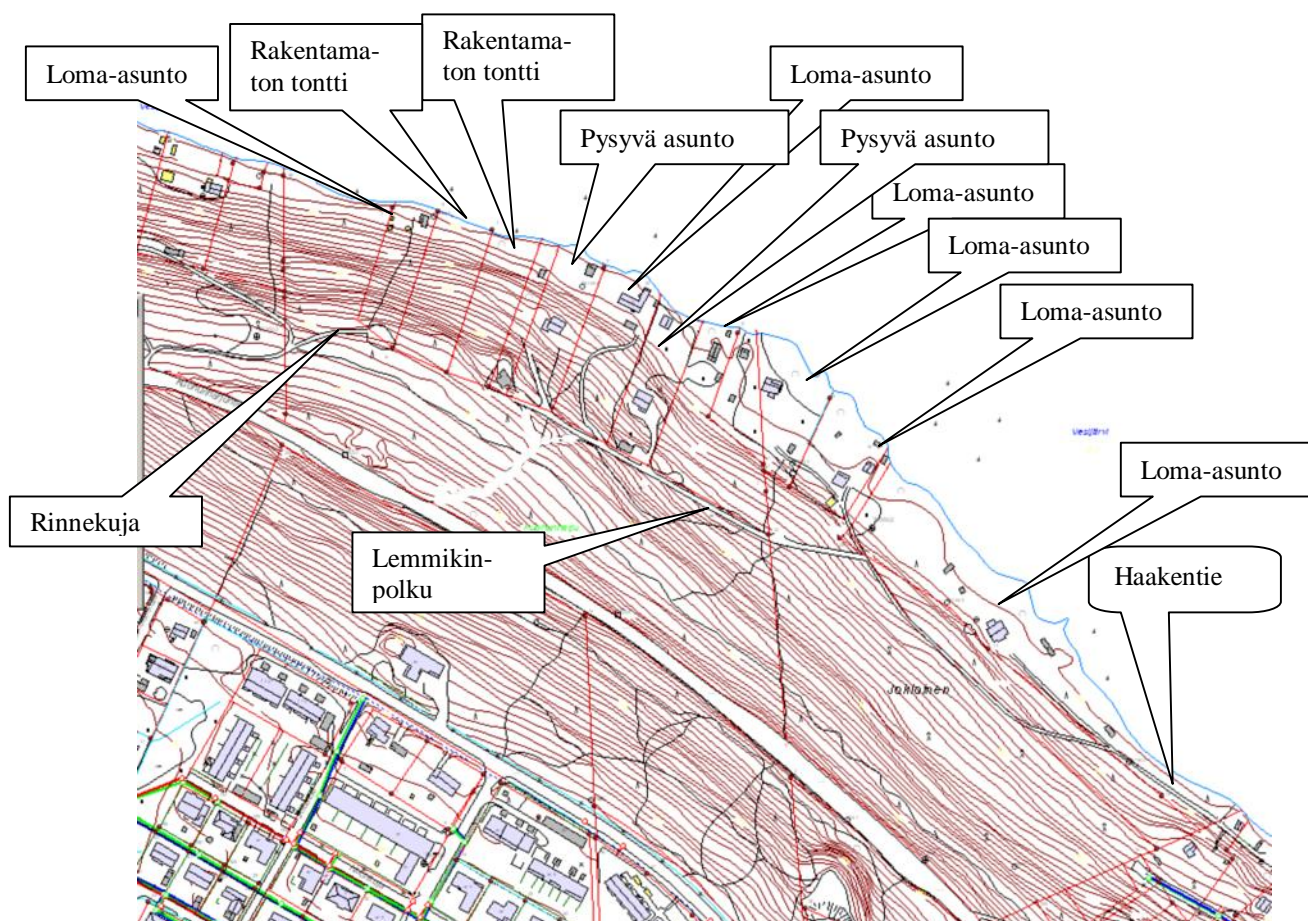 Loma-asunto
Rakentama-
ton tontti
Rakentama-
ton tontti
Loma-asunto
Pysyvä asunto
Pysyvä asunto
Loma-asunto
Loma-asunto
Loma-asunto
Vesijärvi
Loma-asunto
Rinnekuja
Lemmikin-
polku
Haakentie